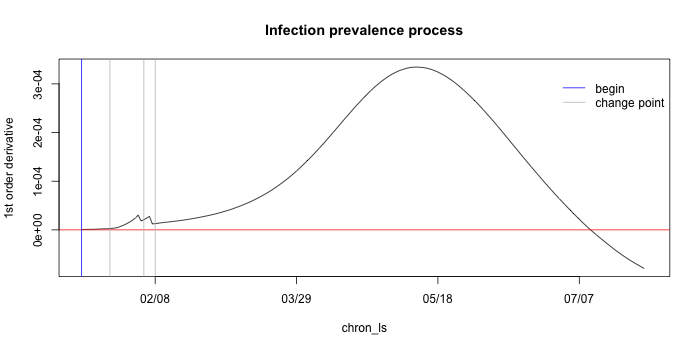 Infection prevalence process
1st order derivative
3e-04
2e-04
1e-04
0e+00
begin
change point
02/08
03/29
05/18
07/07
chron_ls